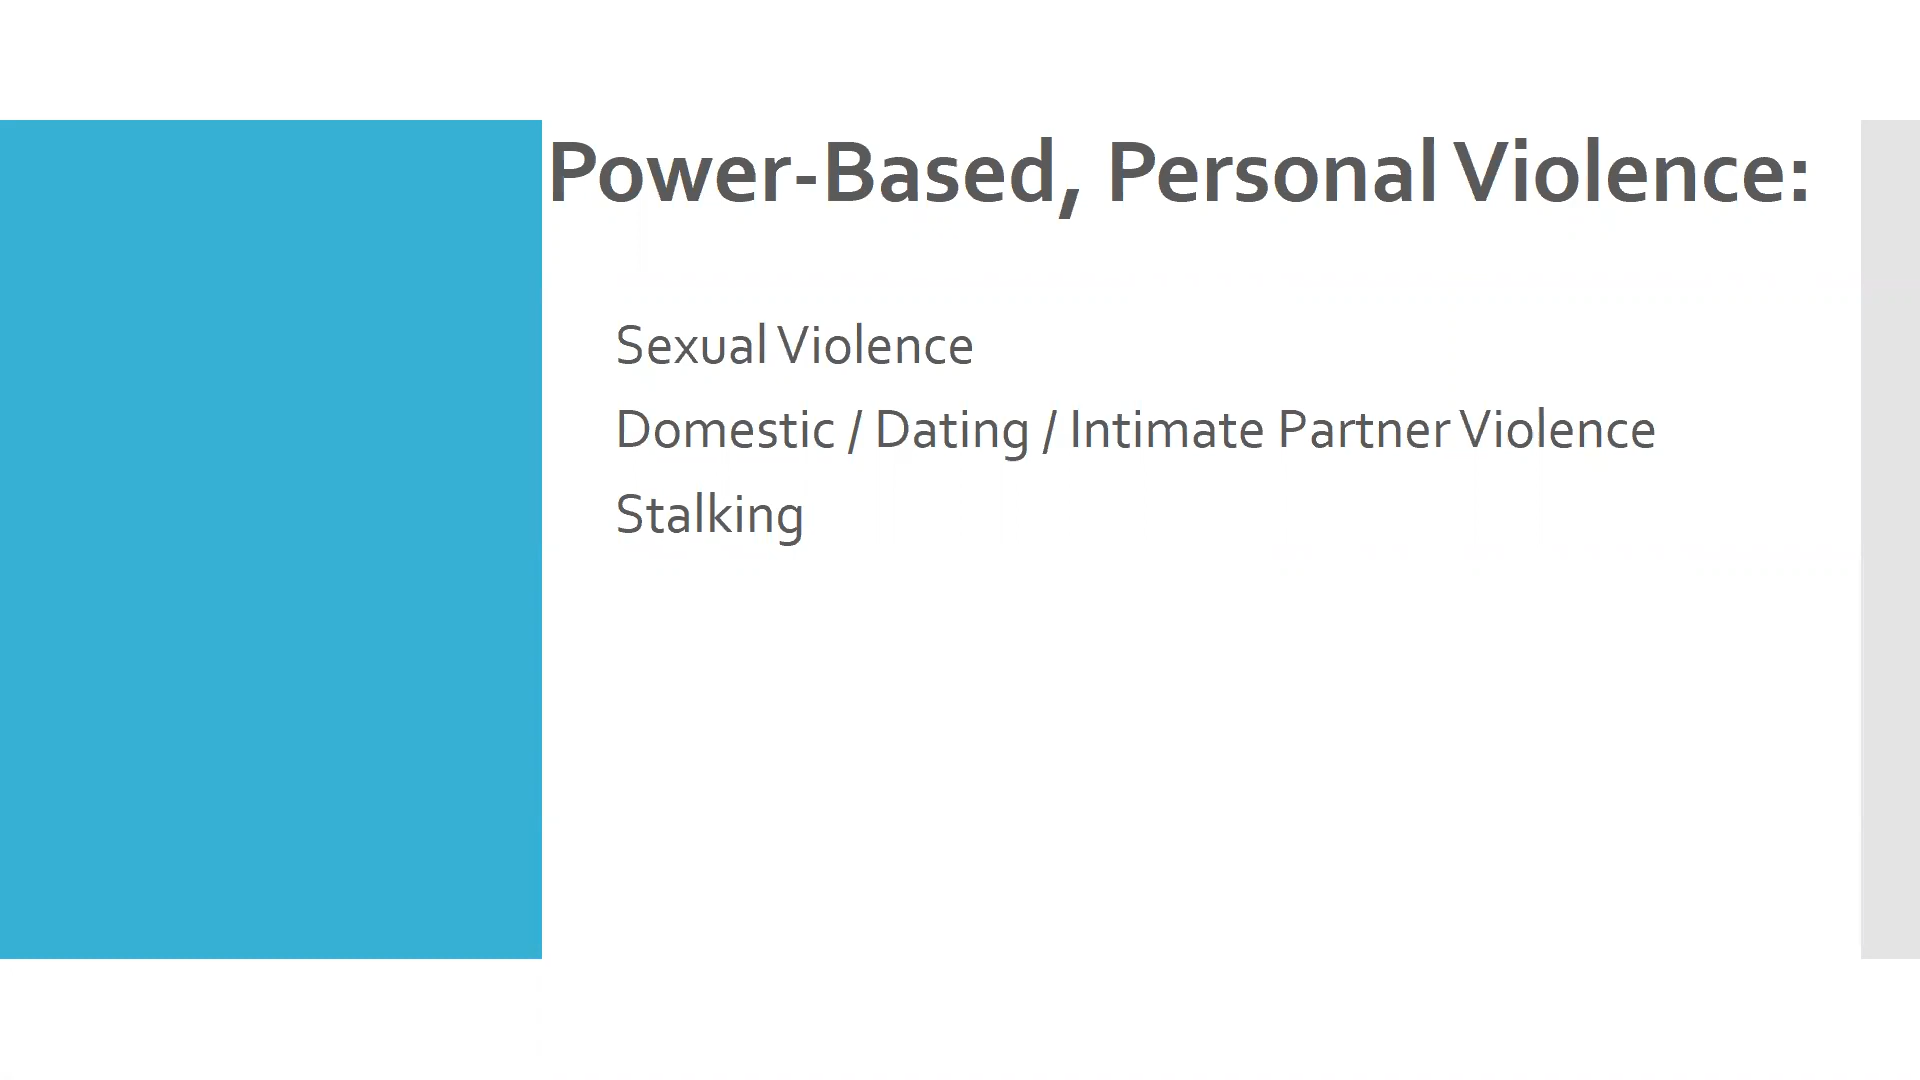 Power-Based, Personal Violence:
Sexual Violence
Domestic / Dating / Intimate Partner Violence
Stalking